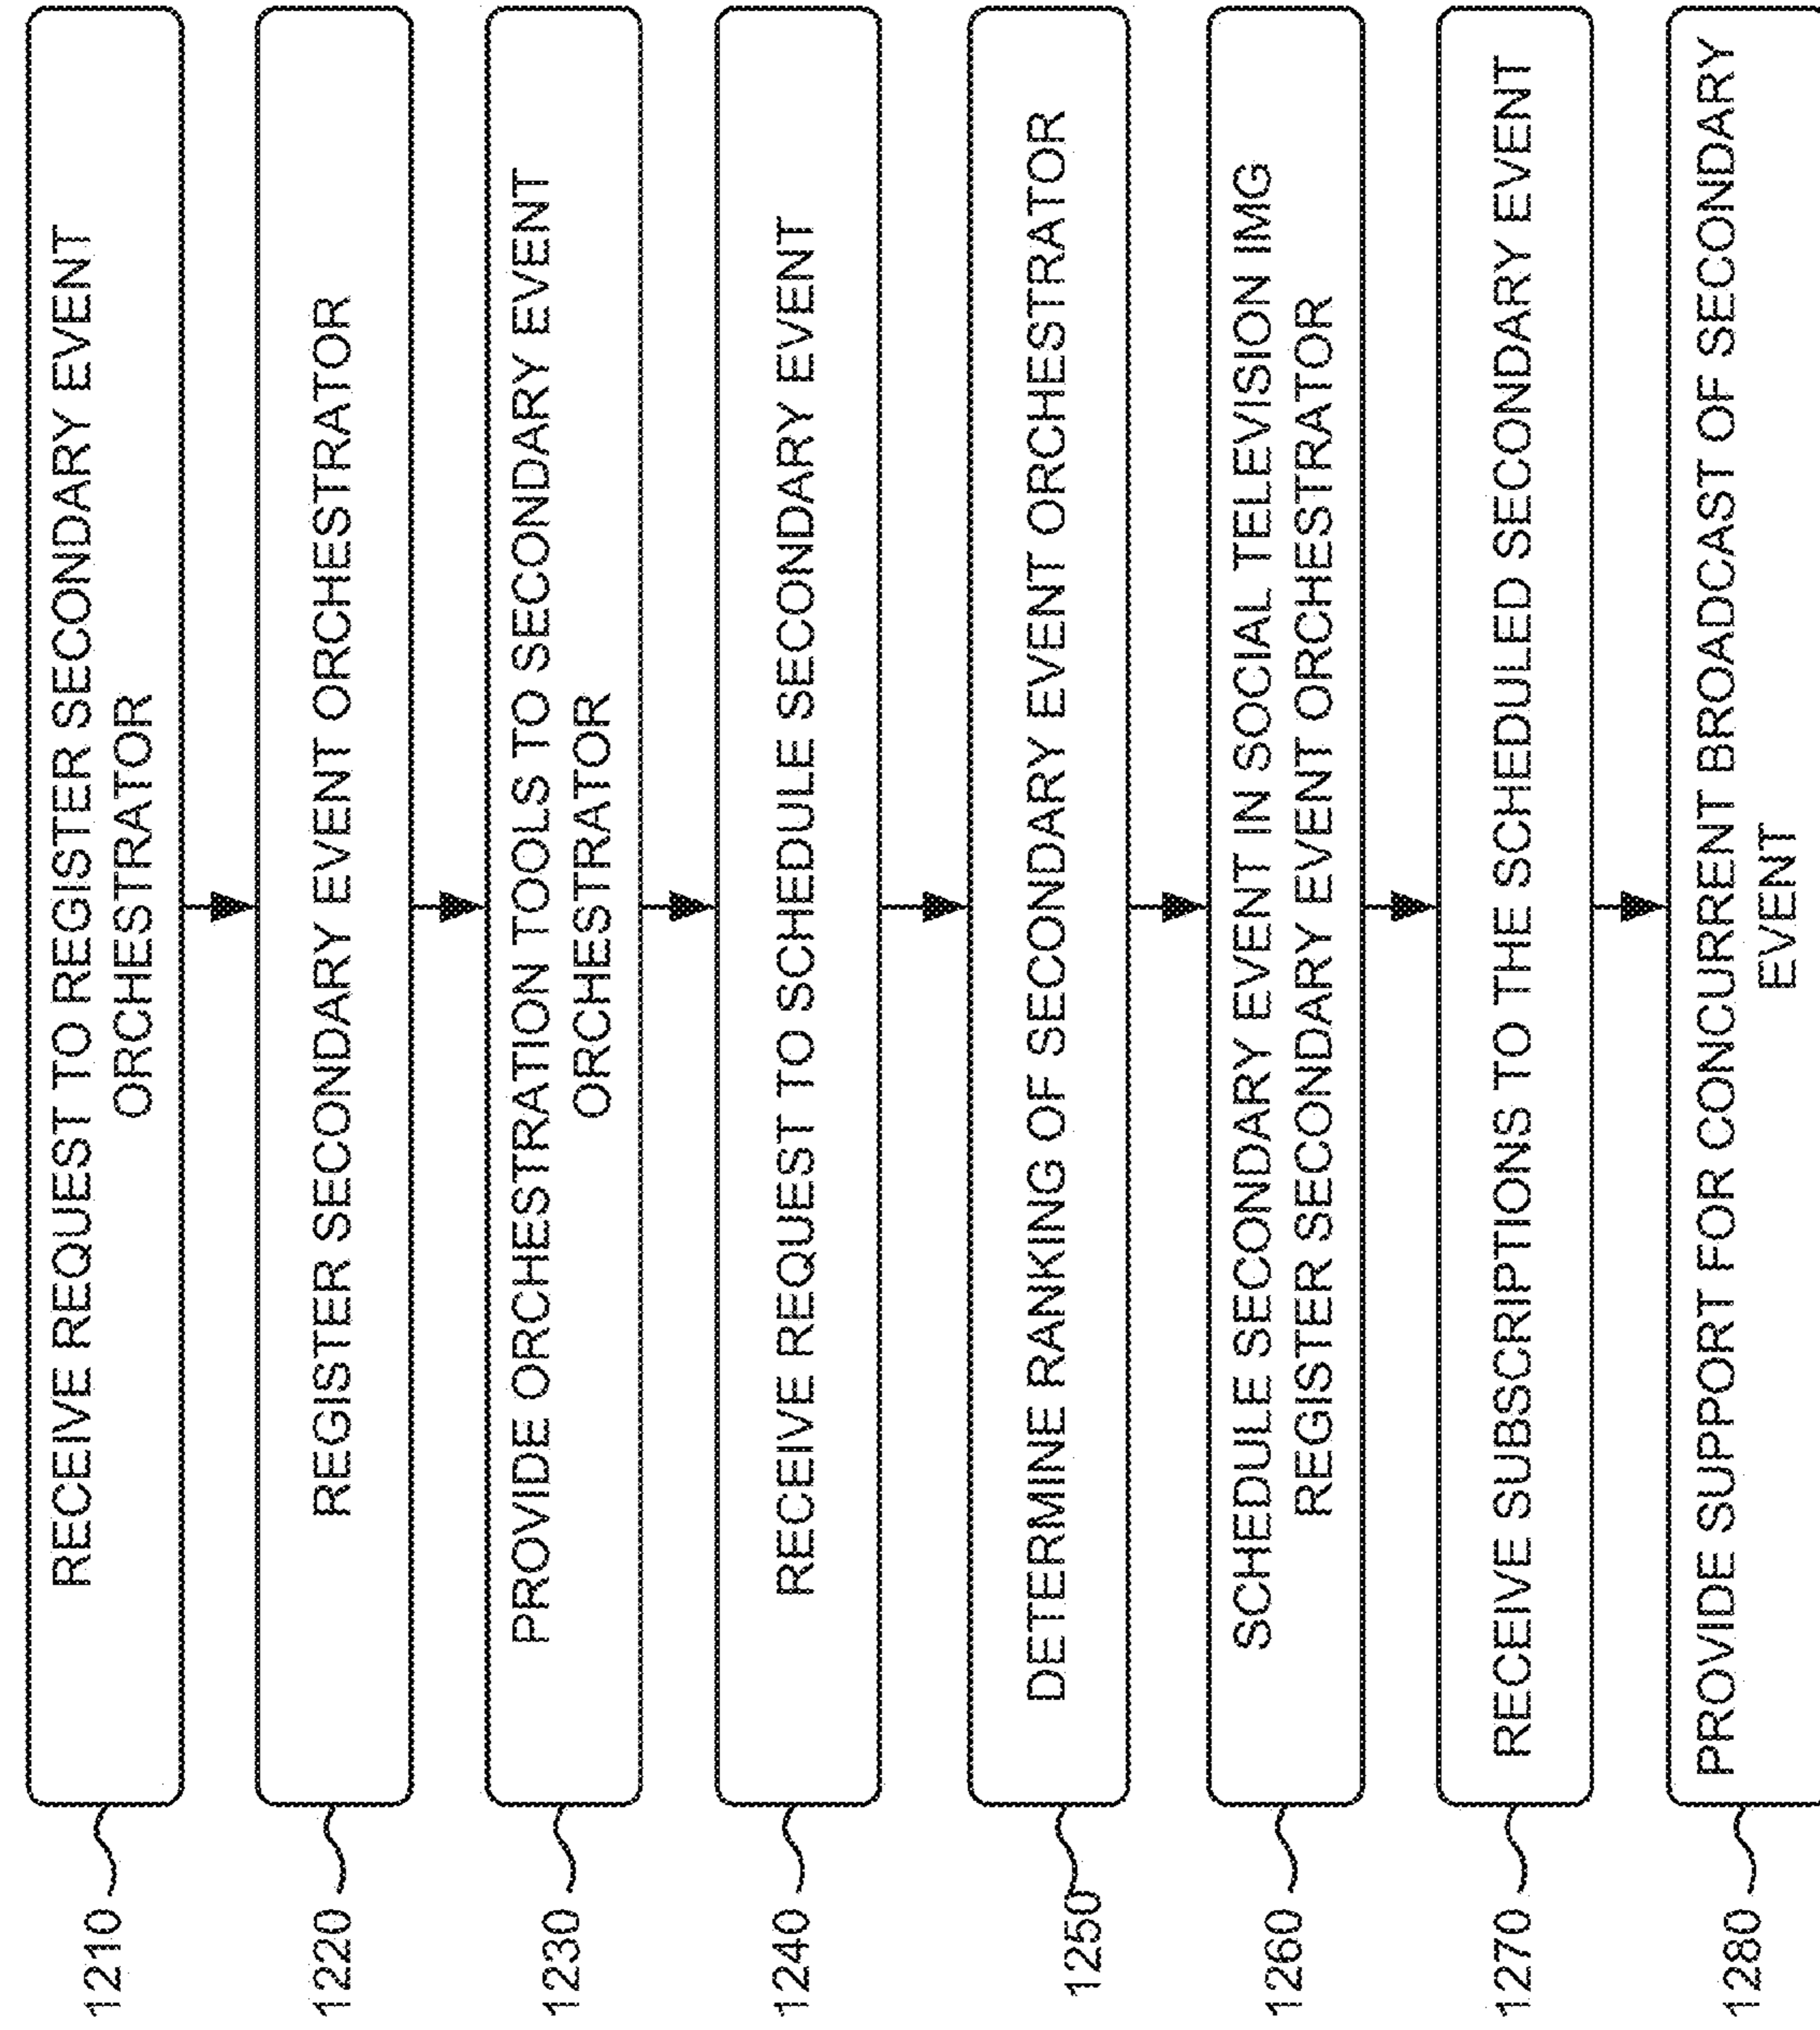 1210
RECEIVE REQUEST TO REGISTER SECONDARY EVENT
ORCHESTRATOR
1220
REGISTER SECONDARY EVENT ORCHESTRATOR
1230
PROVIDE ORCHESTRATION TOOLS TO SECONDARY EVENT
ORCHESTRATOR
1240
RECEIVE REQUEST TO SCHEDULE SECONDARY EVENT
1250
DETERMINE RANKING OF SECONDARY EVENT ORCHESTRATOR
1260
SCHEDULE SECONDARY EVENT IN SOCIAL TELEVISION IMG
REGISTER SECONDARY EVENT ORCHESTRATOR
1270
RECEIVE SUBSCRIPTIONS TO THE SCHEDULED SECONDARY EVENT
1280
PROVIDE SUPPORT FOR CONCURRENT BROADCAST OF SECONDARY
EVENT